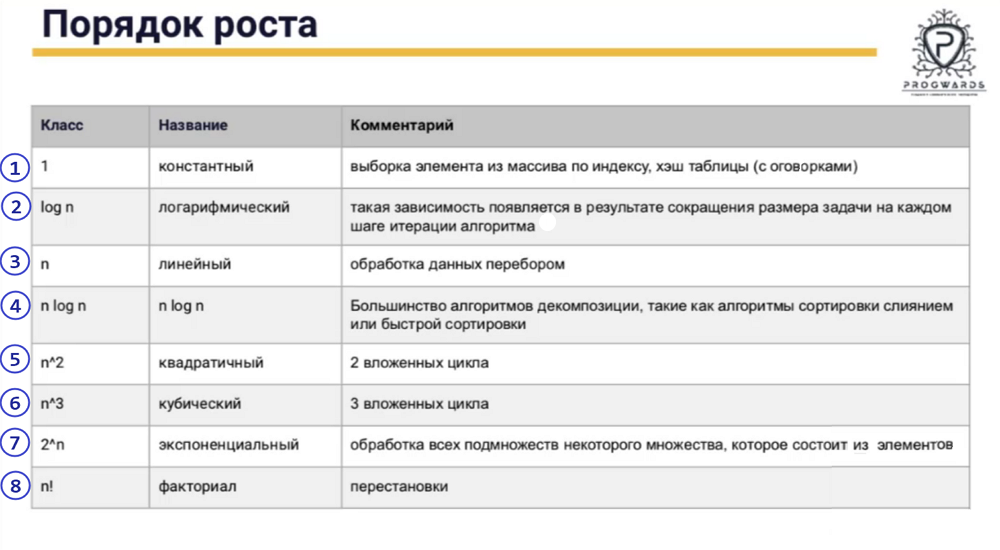 Порядок роста
PROGWARDS
Класс Название Комментарий
1 1 константный выборка элемента из массива по индексу, хэш таблицы (с оговорками)
2 log n логарифмический такая зависимость появляется в результате сокращения размера задачи на каждом
шаге итерации алгоритма
3 n линейный обработка данных перебором
4 n log n n log n Большинство алгоритмов декомпозиции, такие как алгоритмы сортировки слиянием
или быстрой сортировки
5 n^2 квадратичный 2 вложенных цикла
6 n^3 кубический 3 вложенных цикла
7 2^n экспоненциальный обработка всех подмножеств некоторого множества, которое состоит из элементов
8 n! факториал перестановки